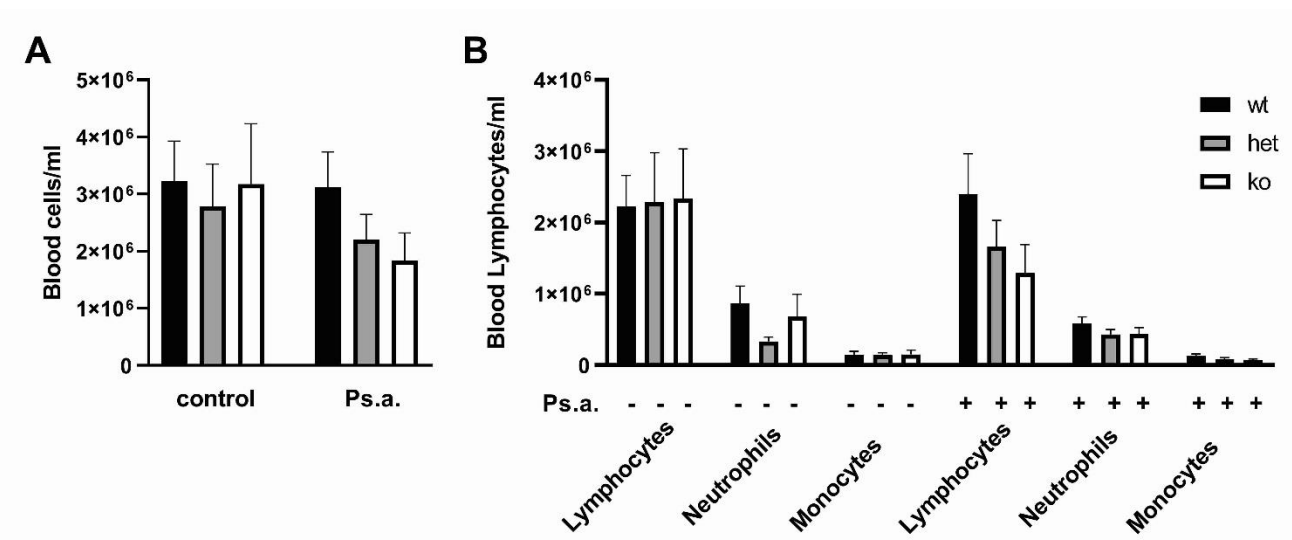 A
B
Blood cells/ml
5×10⁶
4×10⁶
3×10⁶
2×10⁶
1×10⁶
0
control
Ps.a.
Blood Lymphocytes/ml
4×10⁶
3×10⁶
2×10⁶
1×10⁶
0
wt
het
ko
Ps.a. - - - - - - - - - + + + + + + + + +
Lymphocytes
Neutrophils
Monocytes
Lymphocytes
Neutrophils
Monocytes